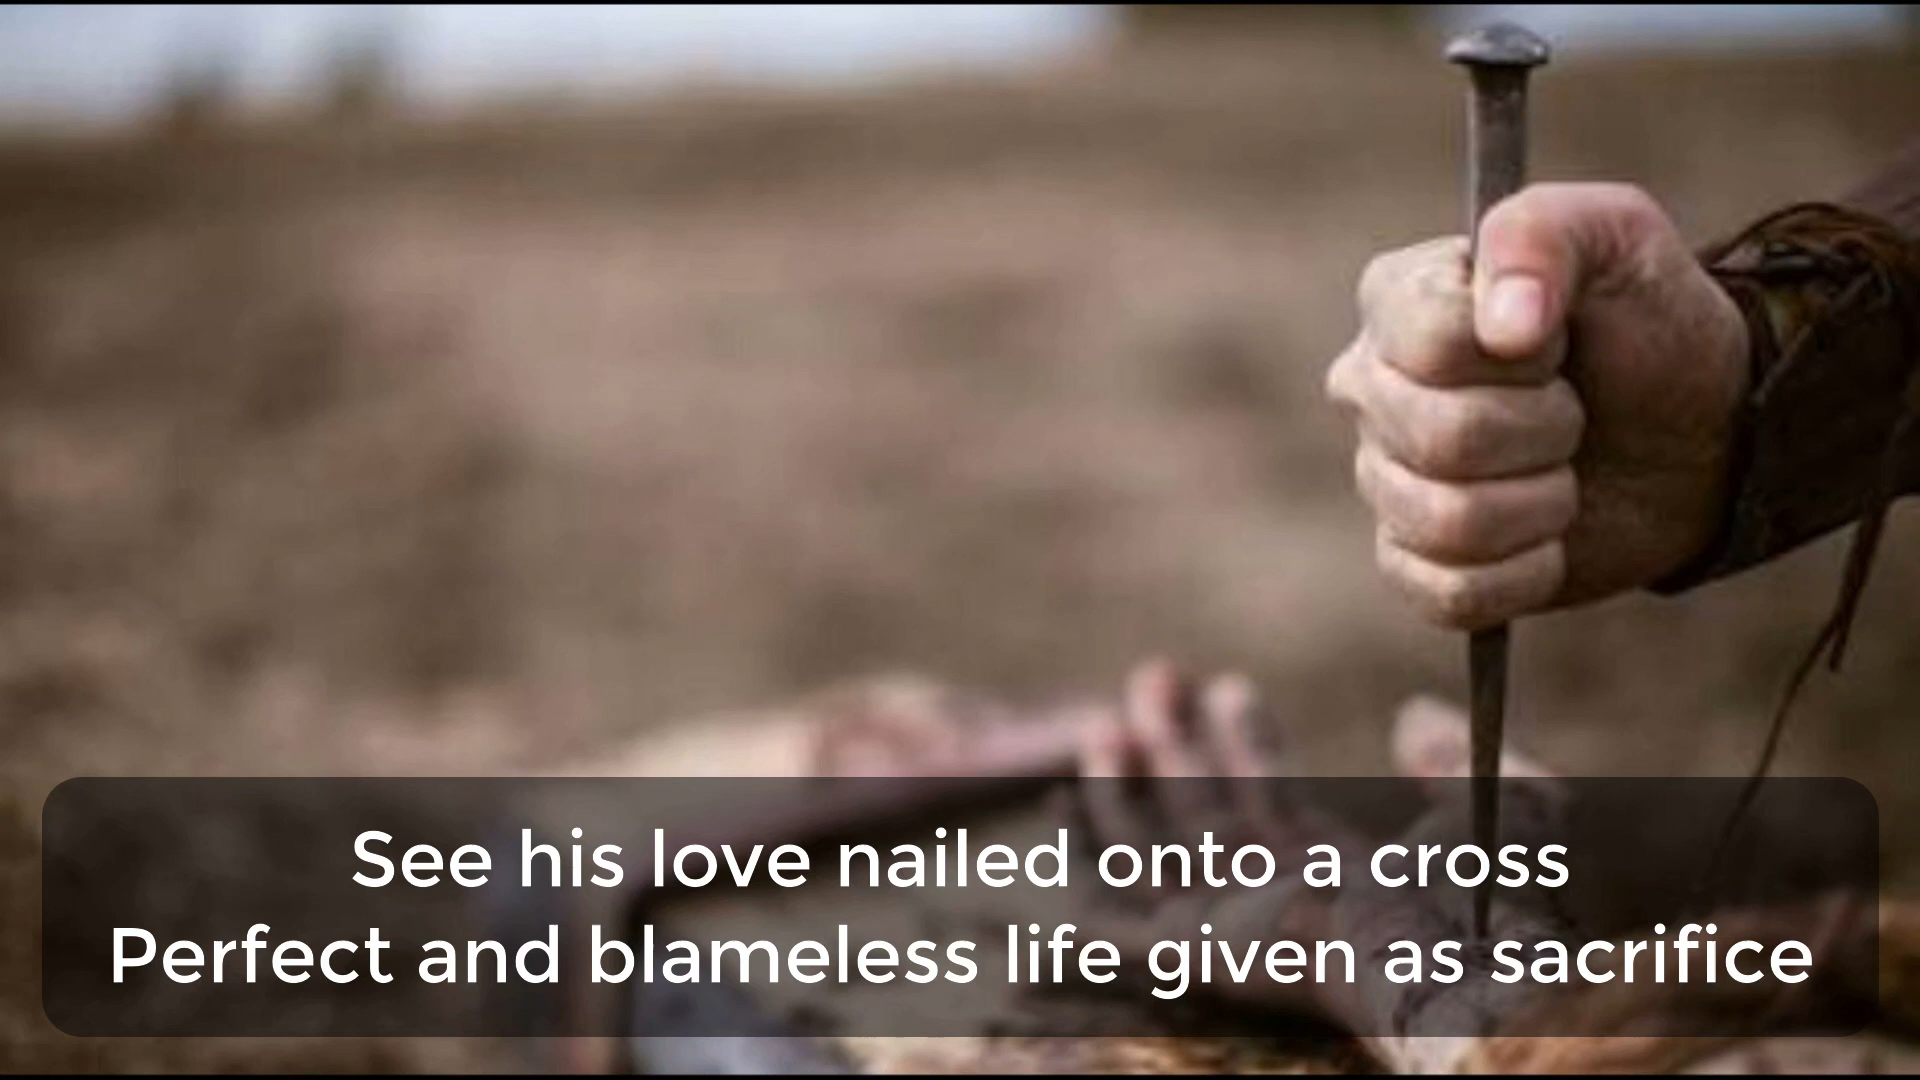 See his love nailed onto a cross
Perfect and blameless life given as sacrifice